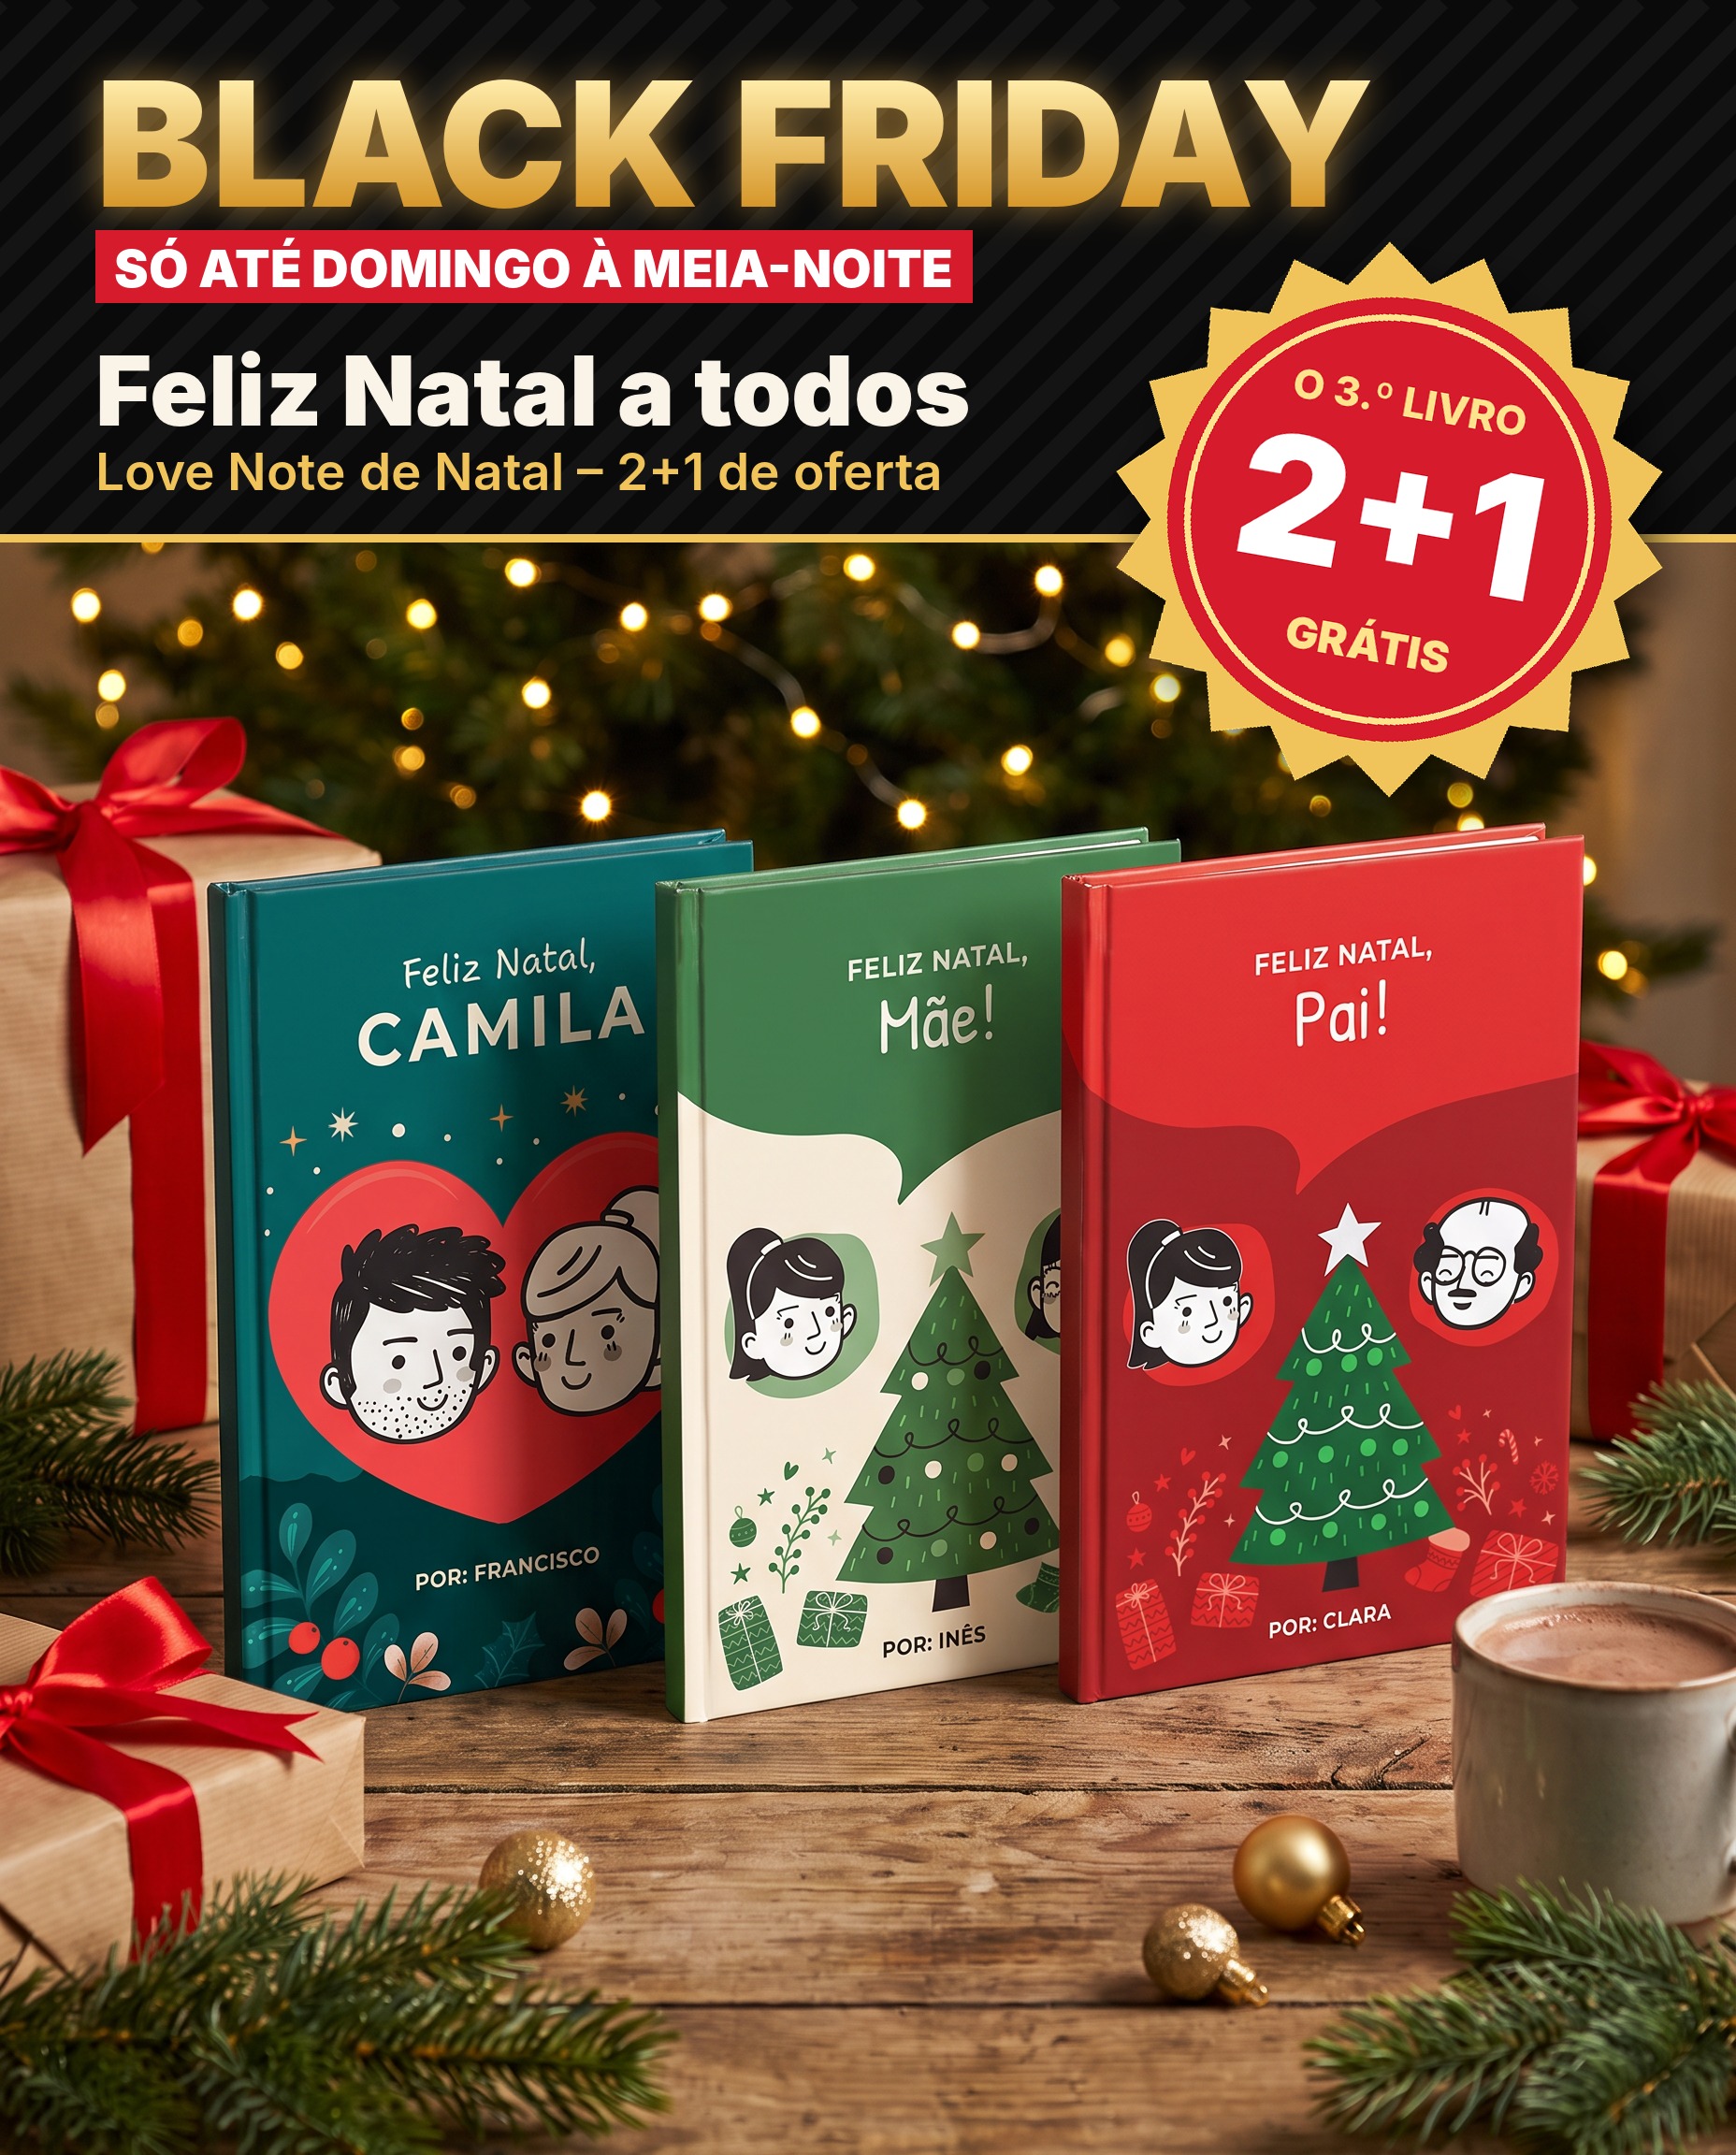 BLACK FRIDAY
SÓ ATÉ DOMINGO À MEIA-NOITE
Feliz Natal a todos
Love Note de Natal – 2+1 de oferta
O 3.º LIVRO
2+1
GRÁTIS
Feliz Natal,
CAMILA
POR: FRANCISCO
FELIZ NATAL,
Mãe!
POR: INÊS
FELIZ NATAL,
Pai!
POR: CLARA